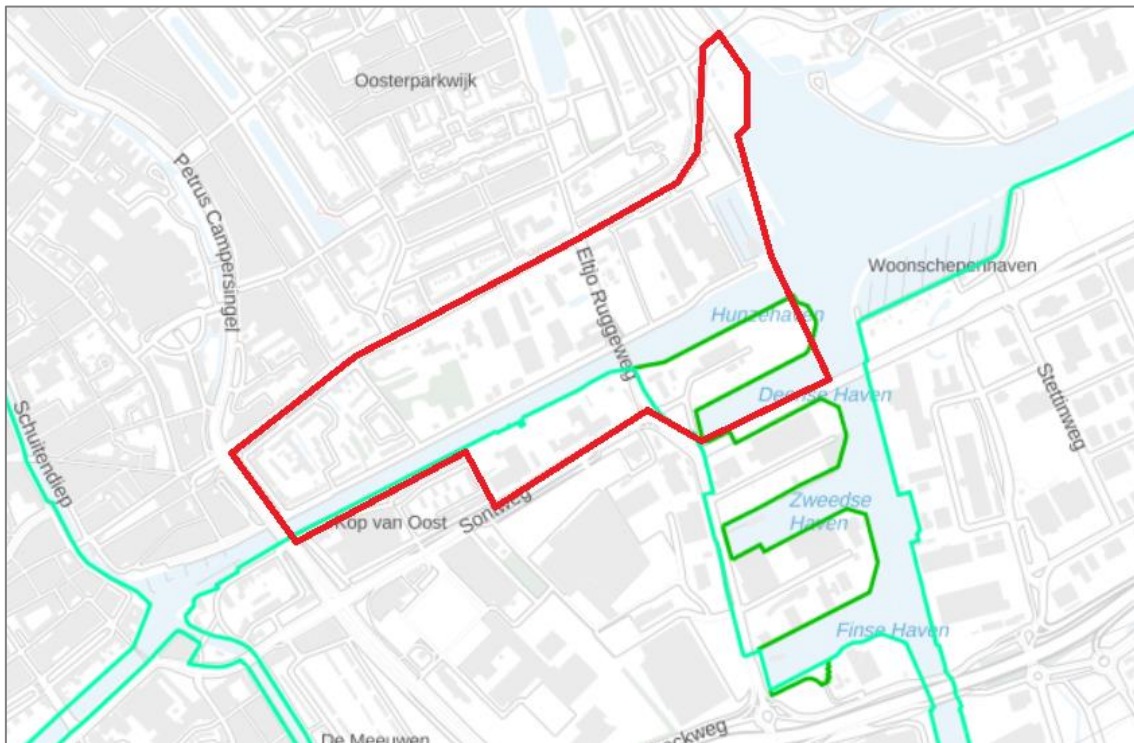 Oosterparkwijk
Petrus Campersingel
Eltjo Ruggeweg
Woonschepenhaven
Hunzehaven
Deense Haven
Stettinweg
Schuitendiep
Zweedse
Haven
Sontweg
Kop van Oost
Finse Haven
De Meeuwen